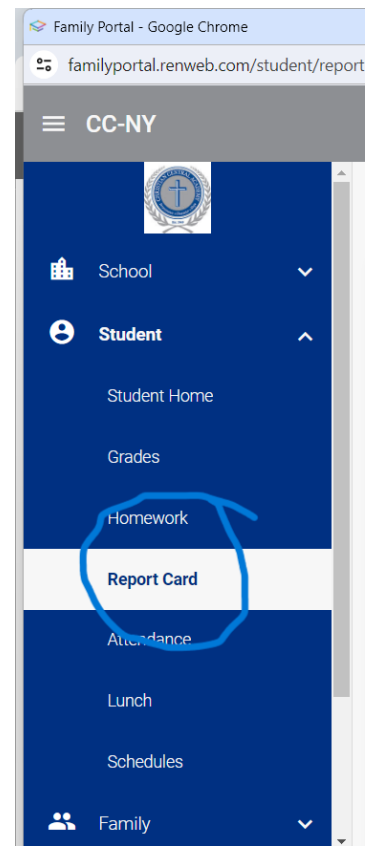 Family Portal - Google Chrome
familyportal.renweb.com/student/report
CC-NY
School
Student
Student Home
Grades
Homework
Report Card
Attendance
Lunch
Schedules
Family